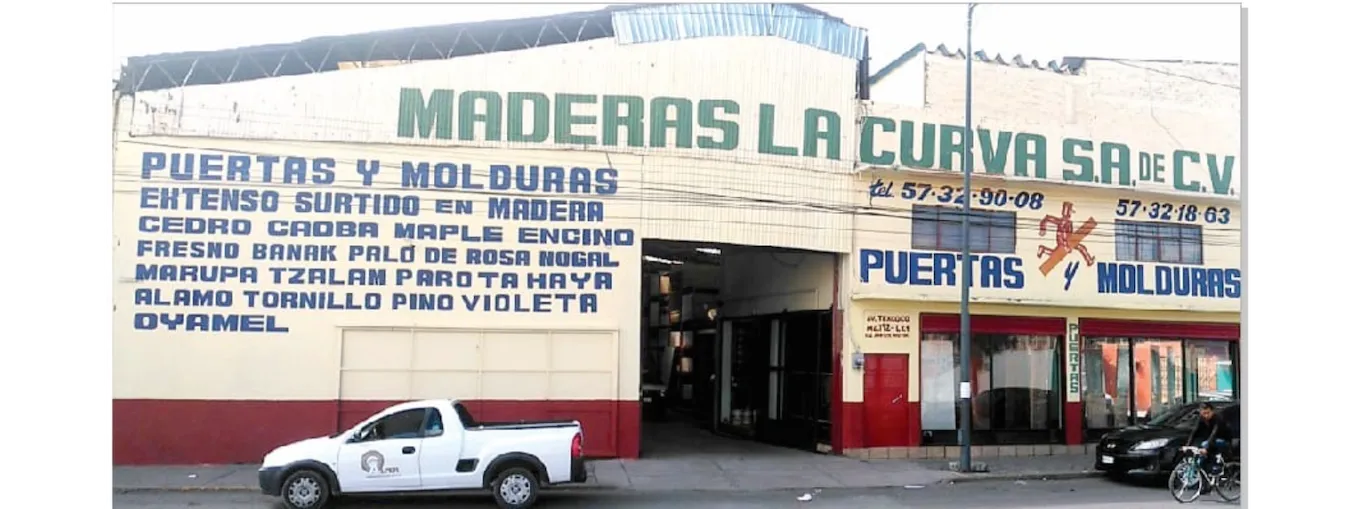 MADERAS LA CURVA S.A. DE C.V.
PUERTAS Y MOLDURAS
EXTENSO SURTIDO EN MADERA
CEDRO CAOBA MAPLE ENCINO
FRESNO BANAK PALO DE ROSA NOGAL
MARUPA TZALAM PAROTA HAYA
ALAMO TORNILLO PINO VIOLETA
OYAMEL
tel. 57·32·90·08
57·32·18·63
PUERTAS Y MOLDURAS
AV. TEXCOCO
PUERTAS